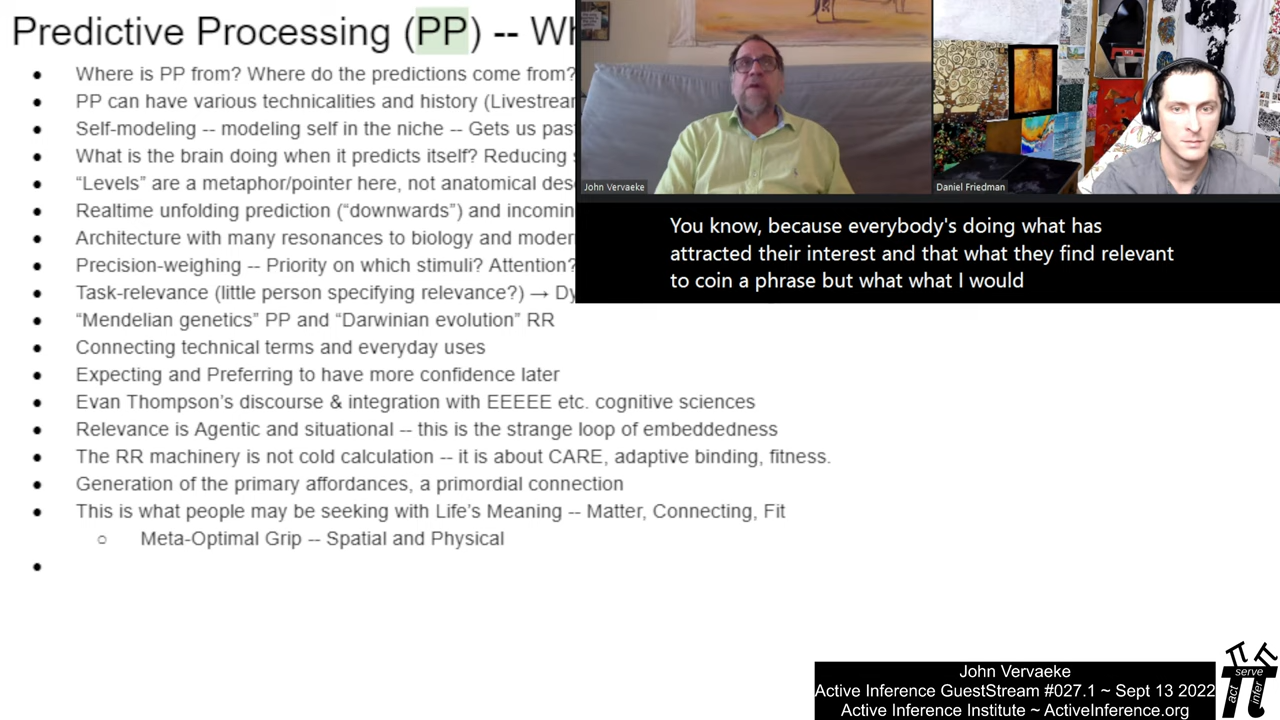 Predictive Processing (PP) -- Wh
Where is PP from? Where do the predictions come from?
PP can have various technicalities and history (Livestream
Self-modeling -- modeling self in the niche -- Gets us past
What is the brain doing when it predicts itself? Reducing
“Levels” are a metaphor/pointer here, not anatomical des
Realtime unfolding prediction (“downwards”) and incomin
Architecture with many resonances to biology and moder
Precision-weighing -- Priority on which stimuli? Attention?
Task-relevance (little person specifying relevance?) → Dy
“Mendelian genetics” PP and “Darwinian evolution” RR
Connecting technical terms and everyday uses
Expecting and Preferring to have more confidence later
Evan Thompson’s discourse & integration with EEEEE etc. cognitive sciences
Relevance is Agentic and situational -- this is the strange loop of embeddedness
The RR machinery is not cold calculation -- it is about CARE, adaptive binding, fitness.
Generation of the primary affordances, a primordial connection
This is what people may be seeking with Life’s Meaning -- Matter, Connecting, Fit
Meta-Optimal Grip -- Spatial and Physical
John Vervaeke
Daniel Friedman
You know, because everybody's doing what has
attracted their interest and that what they find relevant
to coin a phrase but what what I would
John Vervaeke
Active Inference GuestStream #027.1 ~ Sept 13 2022
Active Inference Institute ~ ActiveInference.org
serve
act
infer